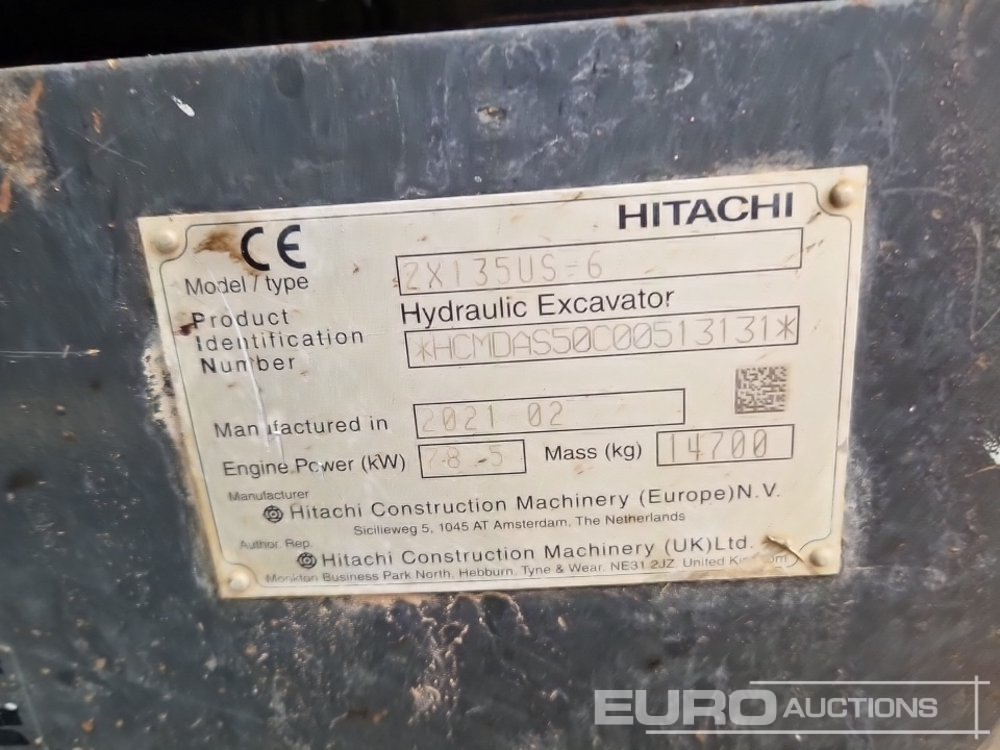 HITACHI
CE
Model / type ZX135US-6
Hydraulic Excavator
Product
Identification
Number
*HCMDAS50C00513131*
Manufactured in 2021 02
Engine Power (kW) 78.5 Mass (kg) 14700
Manufacturer
Hitachi Construction Machinery (Europe) N.V.
Sicilieweg 5, 1045 AT Amsterdam, The Netherlands
Author. Rep.
Hitachi Construction Machinery (UK) Ltd.
Monkton Business Park North, Hebburn, Tyne & Wear, NE31 2JZ, United Kingdom
EURO AUCTIONS